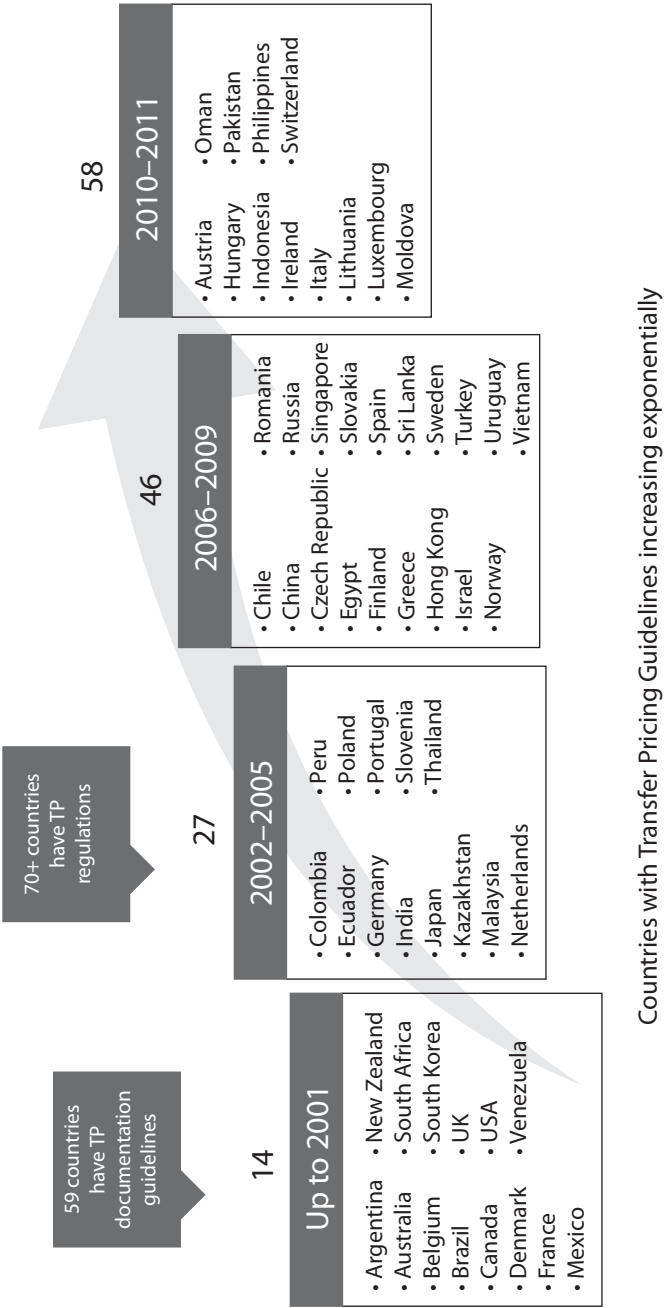 59 countries
have TP
documentation
guidelines
70+ countries
have TP
regulations
14
Up to 2001
• Argentina
• Australia
• Belgium
• Brazil
• Canada
• Denmark
• France
• Mexico
• New Zealand
• South Africa
• South Korea
• UK
• USA
• Venezuela
27
2002–2005
• Colombia
• Ecuador
• Germany
• India
• Japan
• Kazakhstan
• Malaysia
• Netherlands
• Peru
• Poland
• Portugal
• Slovenia
• Thailand
46
2006–2009
• Chile
• China
• Czech Republic
• Egypt
• Finland
• Greece
• Hong Kong
• Israel
• Norway
• Romania
• Russia
• Singapore
• Slovakia
• Spain
• Sri Lanka
• Sweden
• Turkey
• Uruguay
• Vietnam
58
2010–2011
• Austria
• Hungary
• Indonesia
• Ireland
• Italy
• Lithuania
• Luxembourg
• Moldova
• Oman
• Pakistan
• Philippines
• Switzerland
Countries with Transfer Pricing Guidelines increasing exponentially